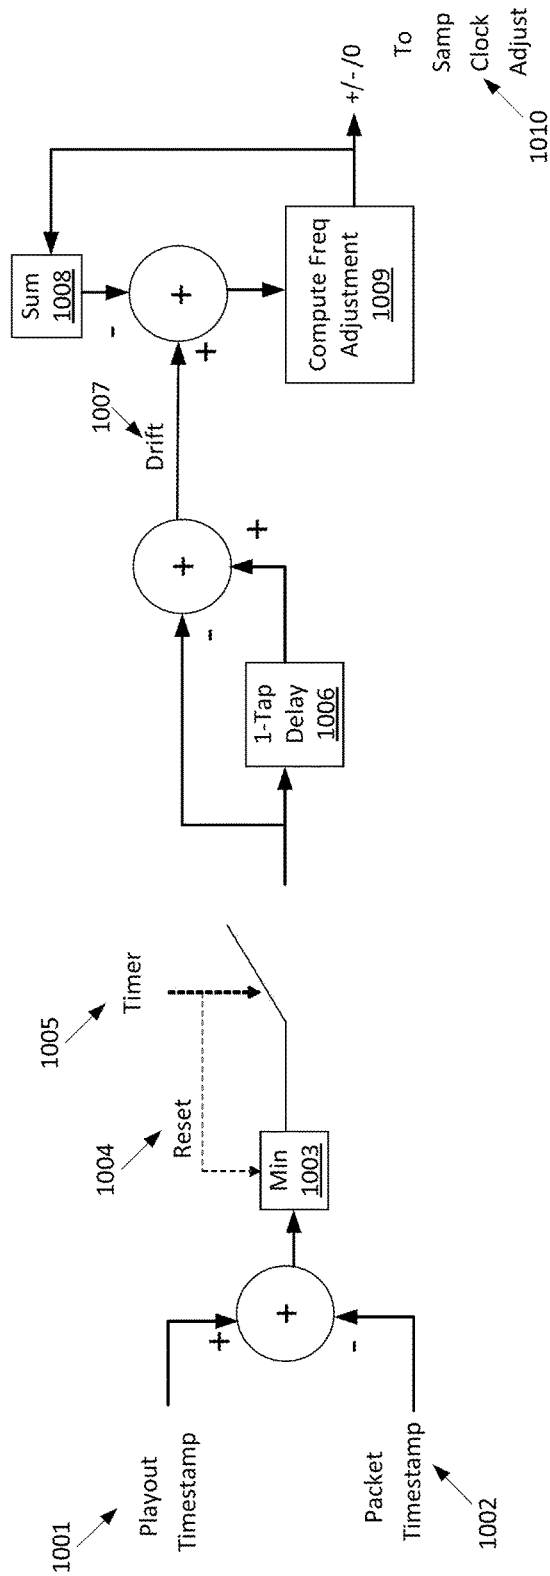 1001
Playout
Timestamp
+
-
Packet
Timestamp
1002
+
Min
1003
1004
Reset
1005
Timer
1-Tap
Delay
1006
-
+
+
1007
Drift
Sum
1008
-
+
+
Compute Freq
Adjustment
1009
+/-/0
To
Samp
Clock
Adjust
1010